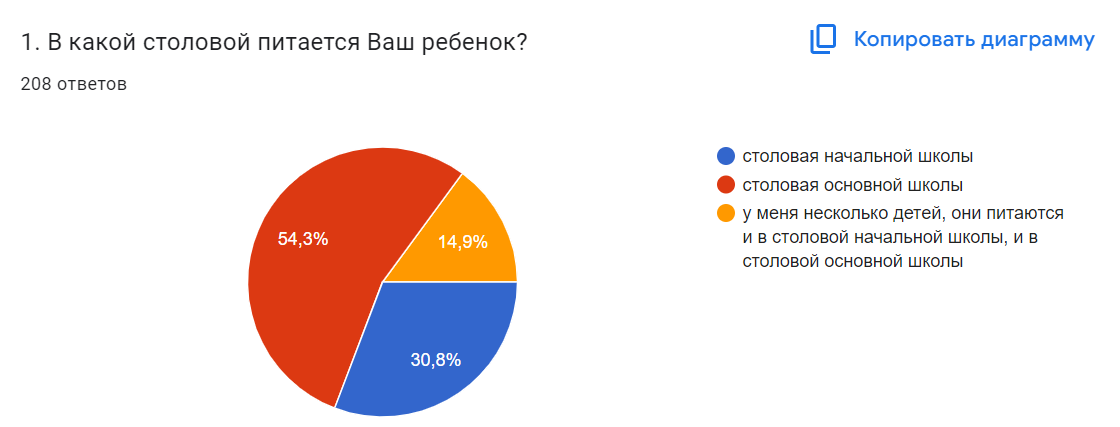 1. В какой столовой питается Ваш ребенок?
Копировать диаграмму
208 ответов
столовая начальной школы
столовая основной школы
у меня несколько детей, они питаются
и в столовой начальной школы, и в
столовой основной школы
54,3%
14,9%
30,8%